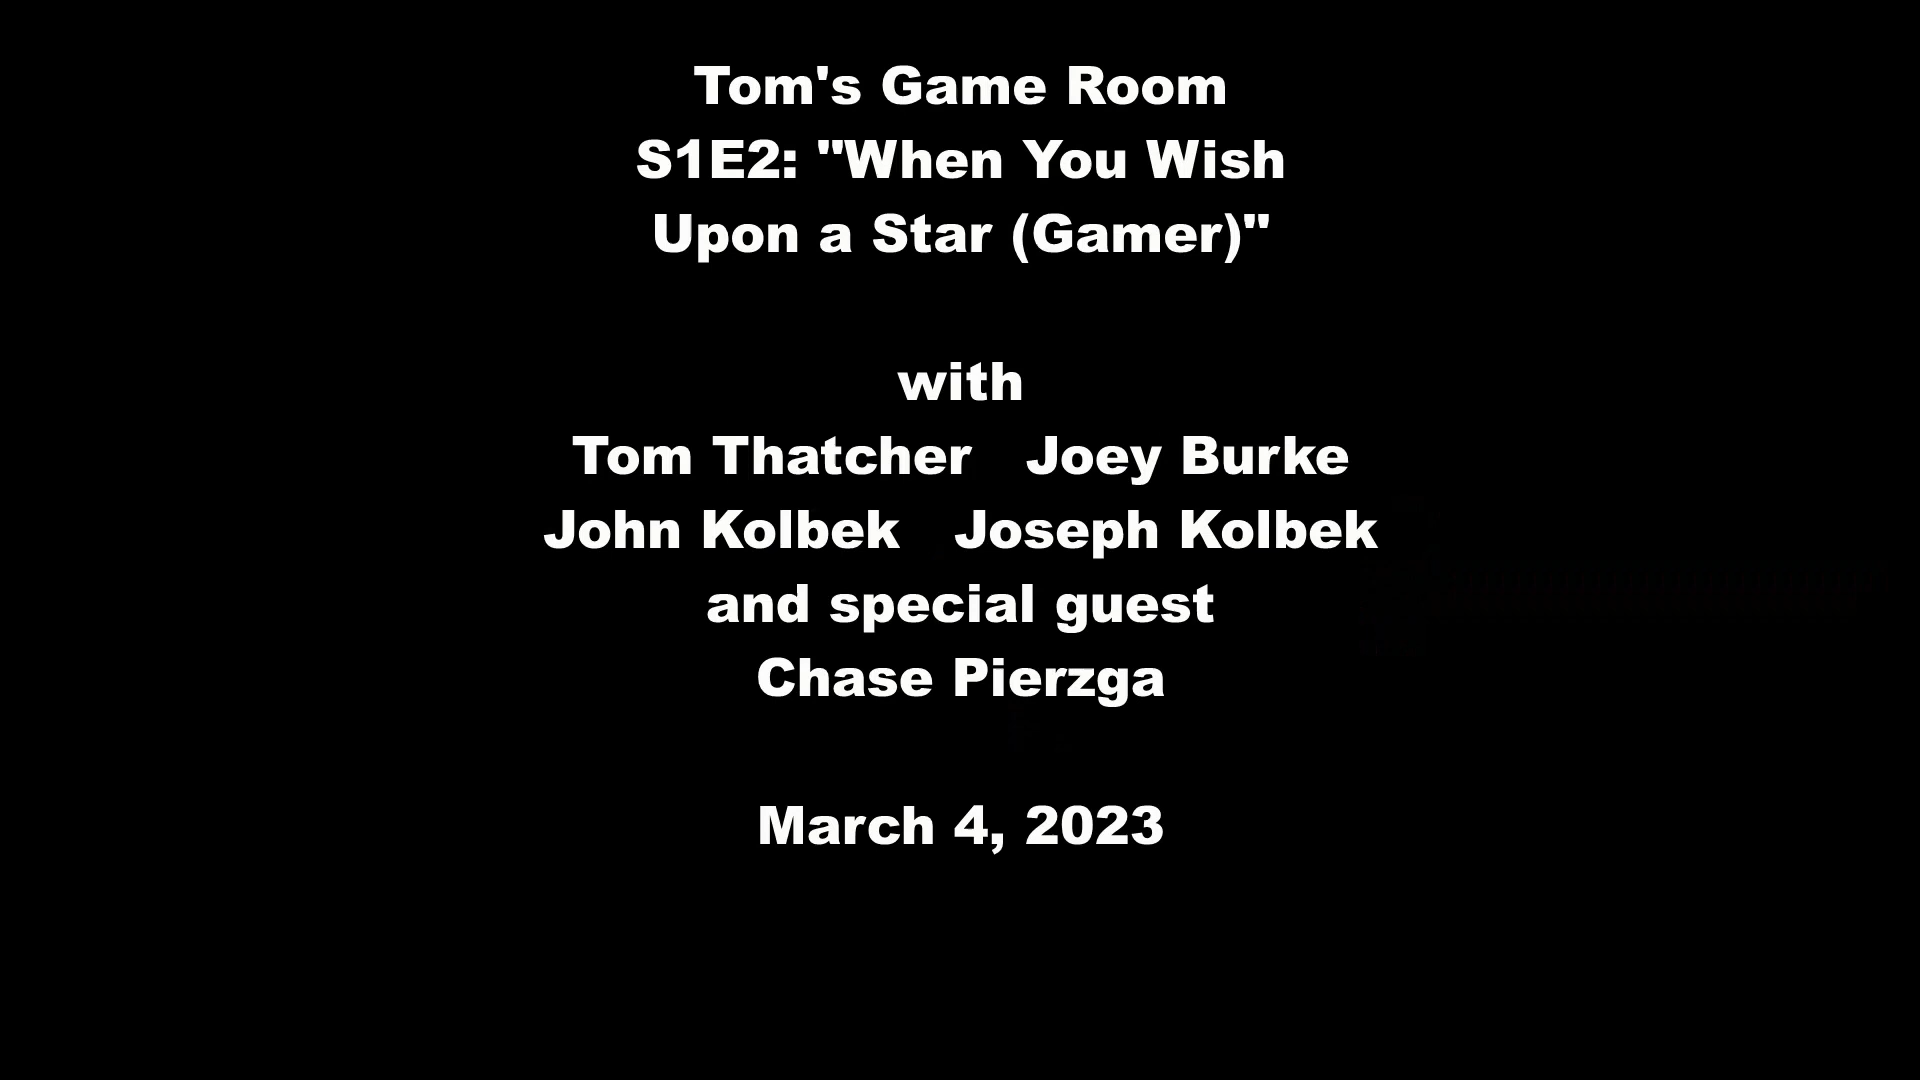 Tom's Game Room
S1E2: "When You Wish
Upon a Star (Gamer)"
with
Tom Thatcher Joey Burke
John Kolbek Joseph Kolbek
and special guest
Chase Pierzga
March 4, 2023